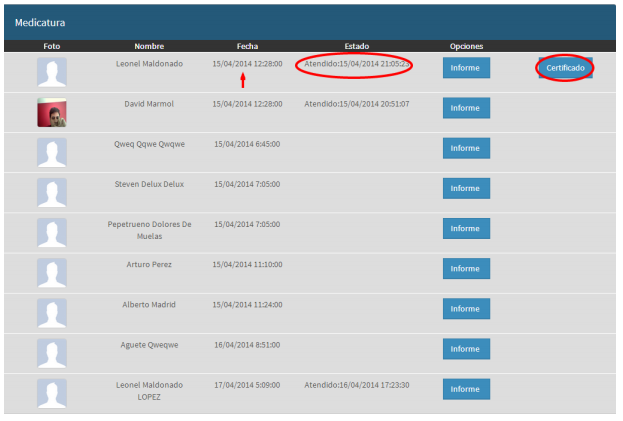 Medicatura
Foto Nombre Fecha Estado Opciones
Leonel Maldonado 15/04/2014 12:28:00 Atendido:15/04/2014 21:05:23 Informe Certificado
David Marmol 15/04/2014 12:28:00 Atendido:15/04/2014 20:51:07 Informe
Qweq Qqwe Qwqwe 15/04/2014 6:45:00 Informe
Steven Delux Delux 15/04/2014 7:05:00 Informe
Pepetrueno Dolores De 15/04/2014 7:05:00 Informe
Muelas
Arturo Perez 15/04/2014 11:10:00 Informe
Alberto Madrid 15/04/2014 11:24:00 Informe
Aguete Qweqwe 16/04/2014 8:51:00 Informe
Leonel Maldonado 17/04/2014 5:09:00 Atendido:16/04/2014 17:23:30 Informe
LOPEZ